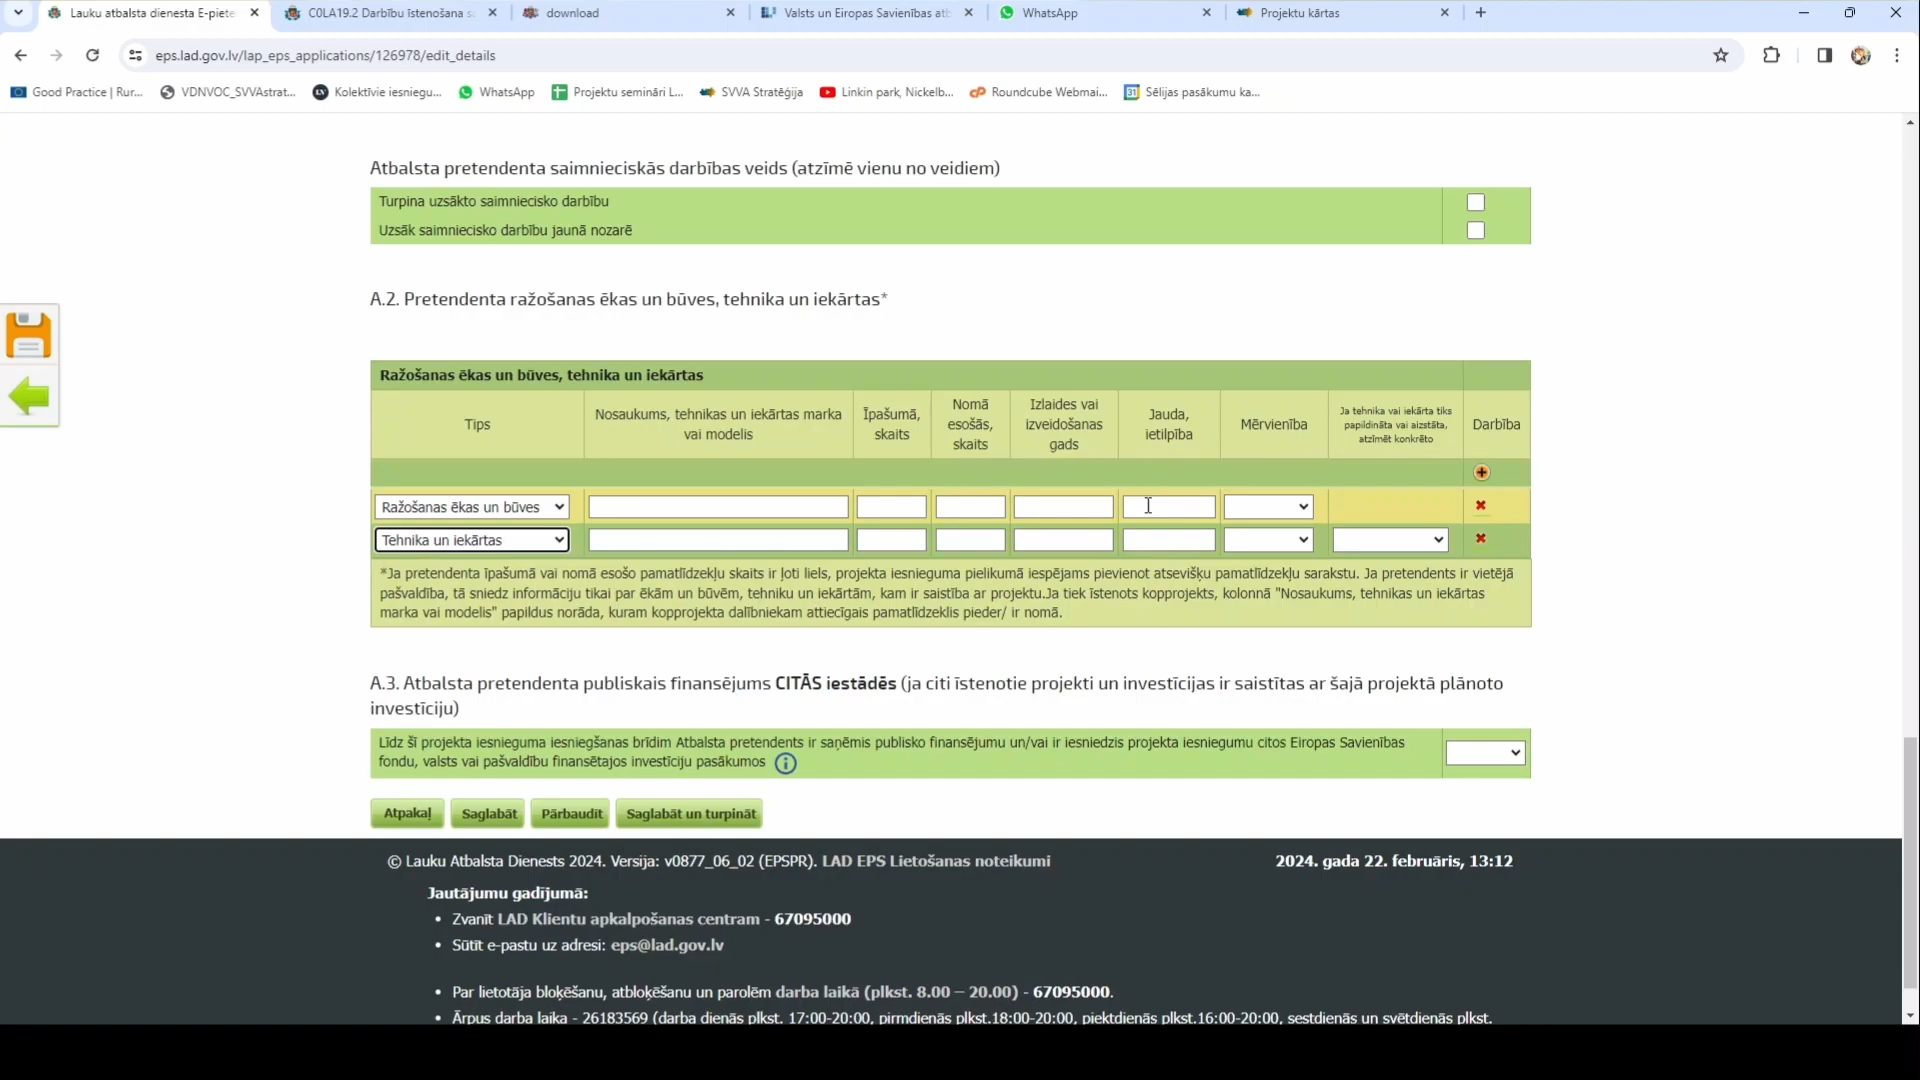 Lauku atbalsta dienesta E-piete
C0LA19.2 Darbību īstenošana s
download
Valsts un Eiropas Savienības atb
WhatsApp
Projektu kārtas
eps.lad.gov.lv/lap_eps_applications/126978/edit_details
Good Practice | Rur...
VDNVOC_SVVAstrat...
Kolektīvie iesniegu...
WhatsApp
Projektu semināri L...
SVVA Stratēģija
Linkin park, Nickelb...
Roundcube Webmai...
Sēlijas pasākumu ka...
Atbalsta pretendenta saimnieciskās darbības veids (atzīmē vienu no veidiem)
Turpina uzsākto saimniecisko darbību
Uzsāk saimniecisko darbību jaunā nozarē
A.2. Pretendenta ražošanas ēkas un būves, tehnika un iekārtas*
Ražošanas ēkas un būves, tehnika un iekārtas
Tips
Nosaukums, tehnikas un iekārtas marka
vai modelis
Īpašumā,
skaits
Nomā
esošās,
skaits
Izlaides vai
izveidošanas
gads
Jauda,
ietilpība
Mērvienība
Ja tehnika vai iekārta tiks
papildināta vai aizstāta,
atzīmēt konkrēto
Darbība
Ražošanas ēkas un būves
Tehnika un iekārtas
*Ja pretendenta īpašumā vai nomā esošo pamatlīdzekļu skaits ir ļoti liels, projekta iesnieguma pielikumā iespējams pievienot atsevišķu pamatlīdzekļu sarakstu. Ja pretendents ir vietējā
pašvaldība, tā sniedz informāciju tikai par ēkām un būvēm, tehniku un iekārtām, kam ir saistība ar projektu.Ja tiek īstenots kopprojekts, kolonnā "Nosaukums, tehnikas un iekārtas
marka vai modelis" papildus norāda, kuram kopprojekta dalībniekam attiecīgais pamatlīdzeklis pieder/ ir nomā.
A.3. Atbalsta pretendenta publiskais finansējums CITĀS iestādēs (ja citi īstenotie projekti un investīcijas ir saistītas ar šajā projektā plānoto
investīciju)
Līdz šī projekta iesnieguma iesniegšanas brīdim Atbalsta pretendents ir saņēmis publisko finansējumu un/vai ir iesniedzis projekta iesniegumu citos Eiropas Savienības
fondu, valsts vai pašvaldību finansētajos investīciju pasākumos
Atpakaļ
Saglabāt
Pārbaudīt
Saglabāt un turpināt
© Lauku Atbalsta Dienests 2024. Versija: v0877_06_02 (EPSPR). LAD EPS Lietošanas noteikumi
2024. gada 22. februāris, 13:12
Jautājumu gadījumā:
• Zvanīt LAD Klientu apkalpošanas centram - 67095000
• Sūtīt e-pastu uz adresi: eps@lad.gov.lv
• Par lietotāja bloķēšanu, atbloķēšanu un parolēm darba laikā (plkst. 8.00 – 20.00) - 67095000.
• Ārpus darba laika - 26183569 (darba dienās plkst. 17:00-20:00, pirmdienās plkst.18:00-20:00, piektdienās plkst.16:00-20:00, sestdienās un svētdienās plkst.